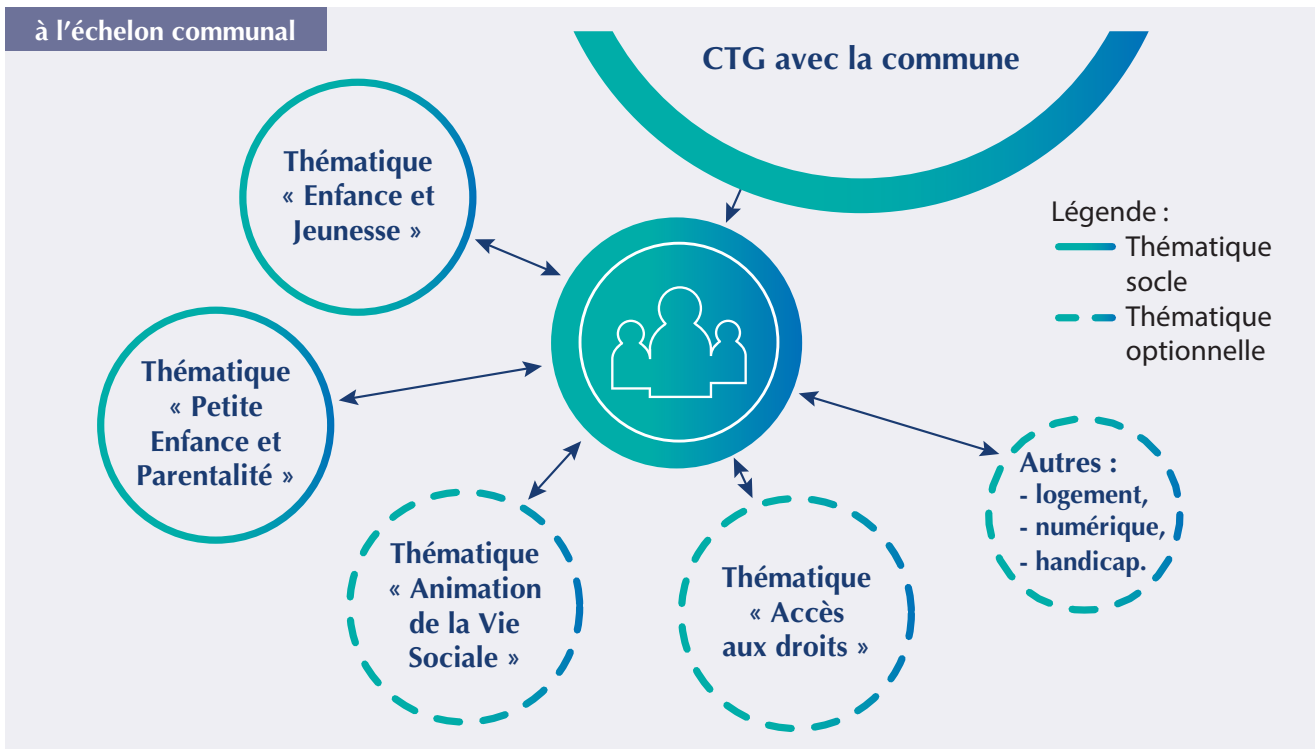 à l’échelon communal
CTG avec la commune
Thématique
« Enfance et
Jeunesse »
Légende :
Thématique
socle
Thématique
optionnelle
Thématique
« Petite
Enfance et
Parentalité »
Autres :
- logement,
- numérique,
- handicap.
Thématique
« Animation
de la Vie
Sociale »
Thématique
« Accès
aux droits »